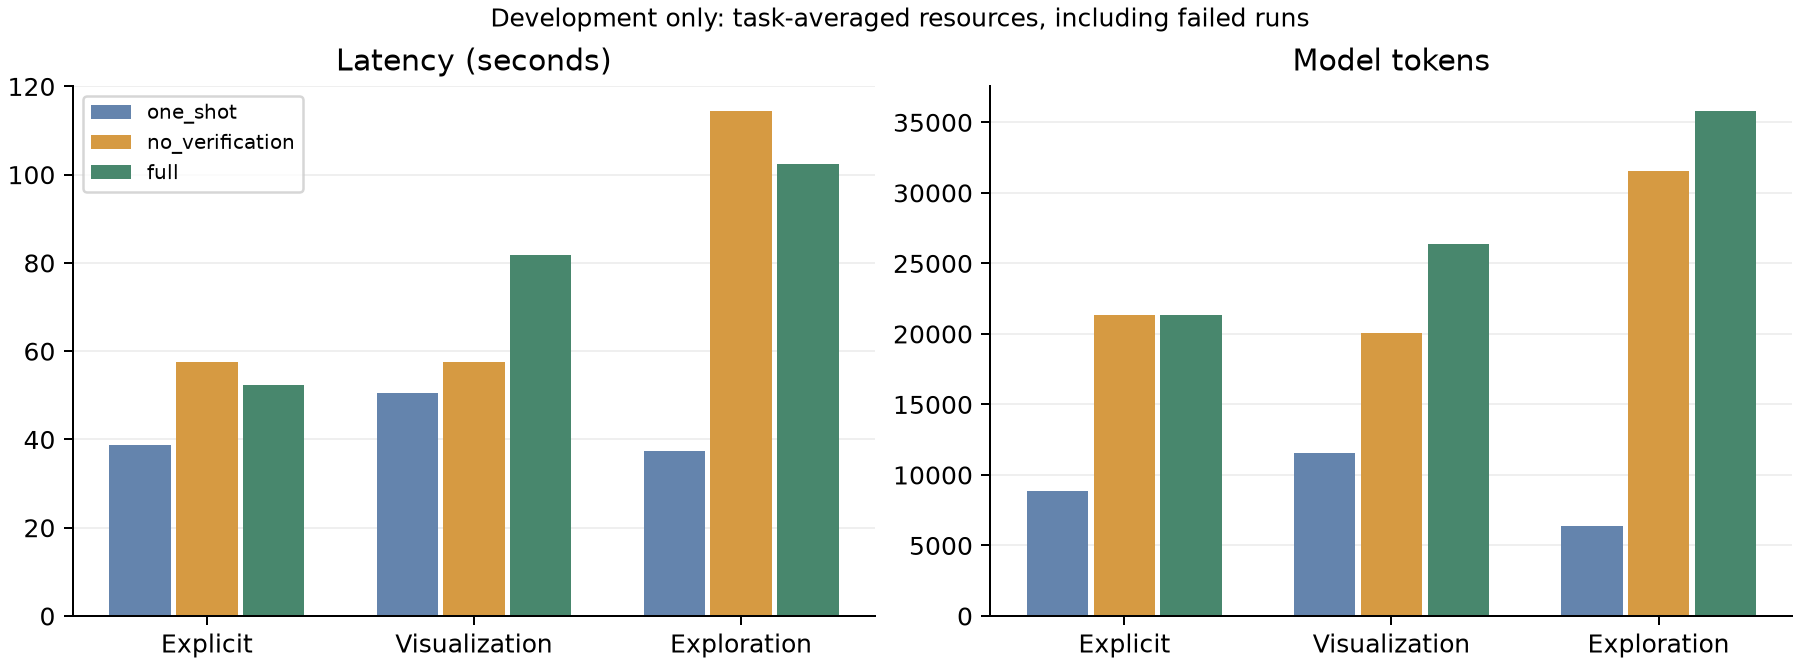 Development only: task-averaged resources, including failed runs
Latency (seconds)
120
100
80
60
40
20
0
one_shot
no_verification
full
Explicit
Visualization
Exploration
Model tokens
35000
30000
25000
20000
15000
10000
5000
0
Explicit
Visualization
Exploration